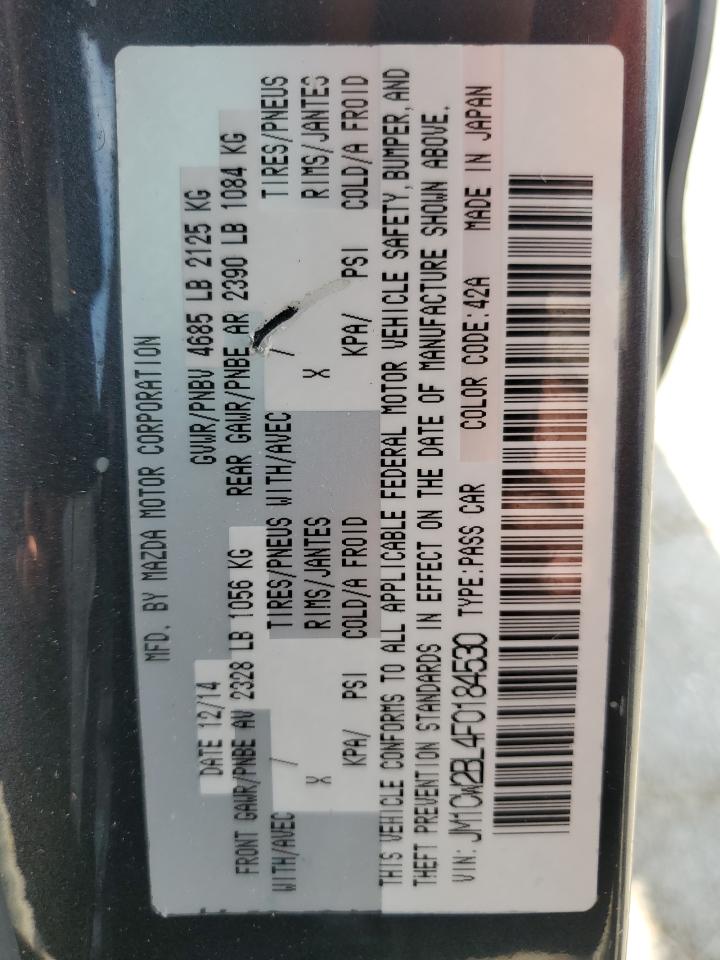 MFD. BY MAZDA MOTOR CORPORATION
DATE 12/14 GVWR/PNBV 4685 LB 2125 KG
FRONT GAWR/PNBE AV 2328 LB 1056 KG REAR GAWR/PNBE AR 2390 LB 1084 KG
WITH/AVEC / TIRES/PNEUS WITH/AVEC / TIRES/PNEUS
X RIMS/JANTES X RIMS/JANTES
KPA/ PSI COLD/A FROID KPA/ PSI COLD/A FROID
THIS VEHICLE CONFORMS TO ALL APPLICABLE FEDERAL MOTOR VEHICLE SAFETY, BUMPER, AND
THEFT PREVENTION STANDARDS IN EFFECT ON THE DATE OF MANUFACTURE SHOWN ABOVE.
VIN: JM1CW2BL4F0184530 TYPE:PASS CAR COLOR CODE:42A MADE IN JAPAN